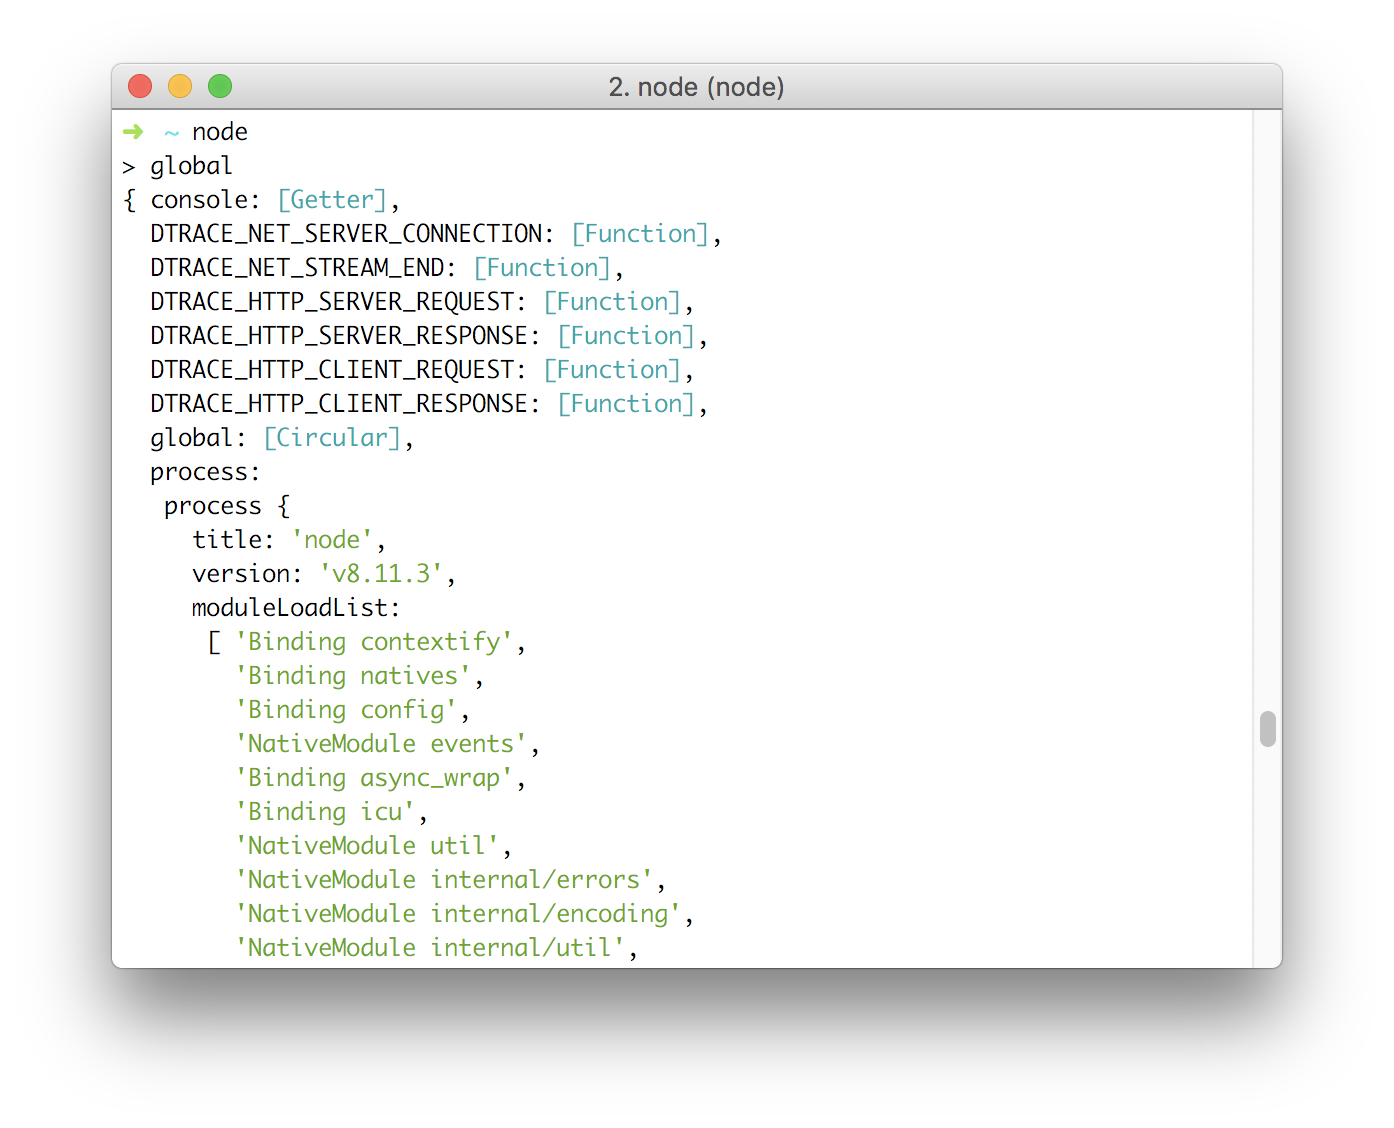 2. node (node)
➜ ~ node
> global
{ console: [Getter],
  DTRACE_NET_SERVER_CONNECTION: [Function],
  DTRACE_NET_STREAM_END: [Function],
  DTRACE_HTTP_SERVER_REQUEST: [Function],
  DTRACE_HTTP_SERVER_RESPONSE: [Function],
  DTRACE_HTTP_CLIENT_REQUEST: [Function],
  DTRACE_HTTP_CLIENT_RESPONSE: [Function],
  global: [Circular],
  process:
   process {
     title: 'node',
     version: 'v8.11.3',
     moduleLoadList:
      [ 'Binding contextify',
        'Binding natives',
        'Binding config',
        'NativeModule events',
        'Binding async_wrap',
        'Binding icu',
        'NativeModule util',
        'NativeModule internal/errors',
        'NativeModule internal/encoding',
        'NativeModule internal/util',